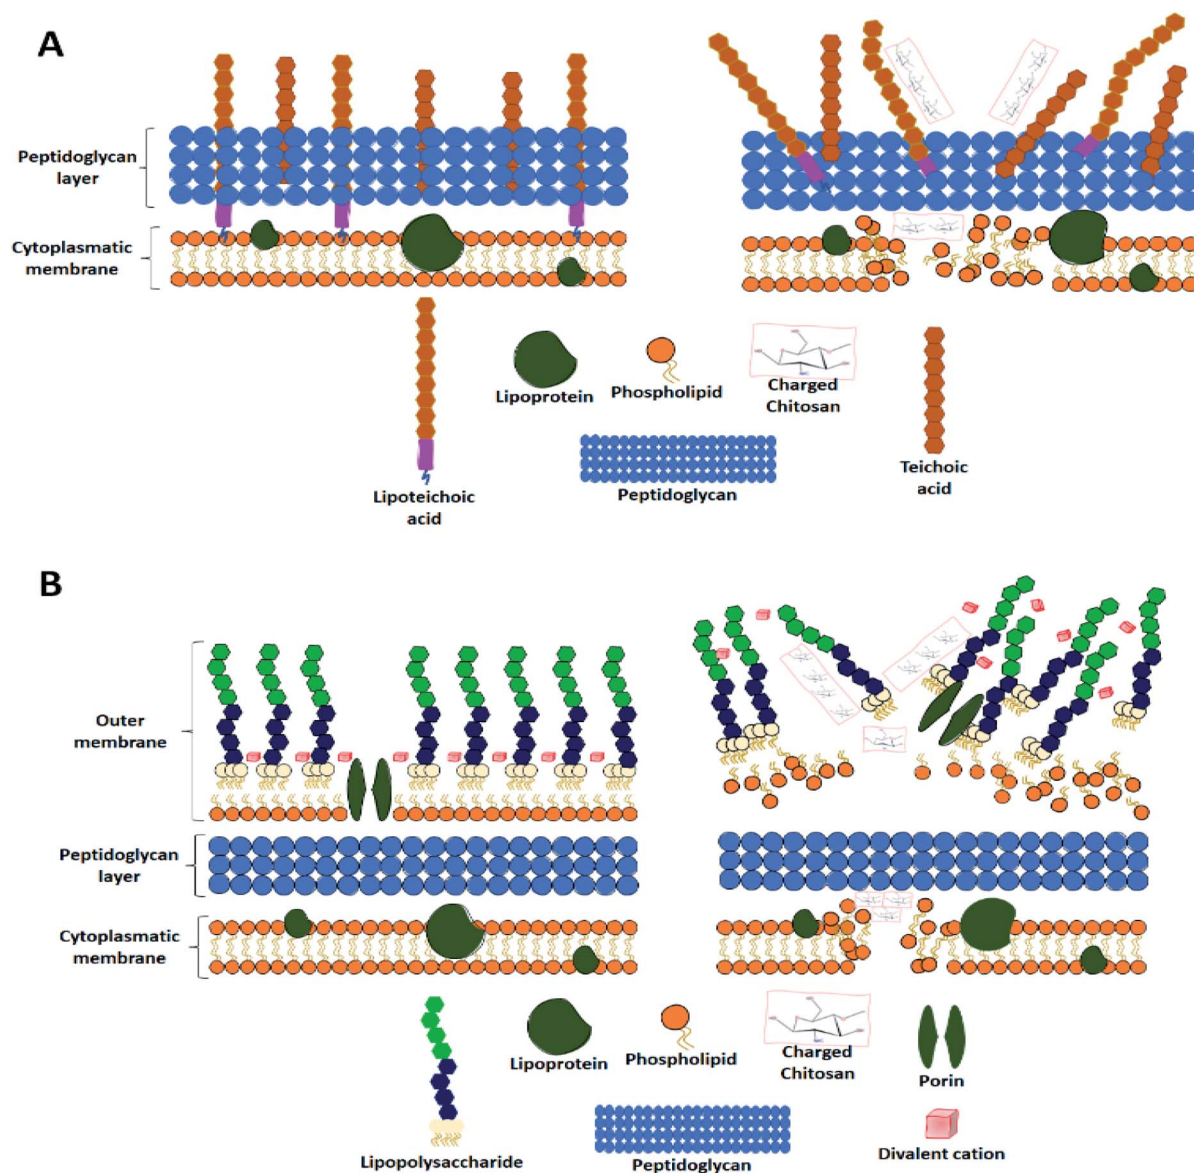 A
Peptidoglycan
layer
Cytoplasmatic
membrane
Lipoprotein
Phospholipid
Charged
Chitosan
Lipoteichoic
acid
Peptidoglycan
Teichoic
acid
B
Outer
membrane
Peptidoglycan
layer
Cytoplasmatic
membrane
Lipoprotein
Phospholipid
Charged
Chitosan
Porin
Lipopolysaccharide
Peptidoglycan
Divalent cation